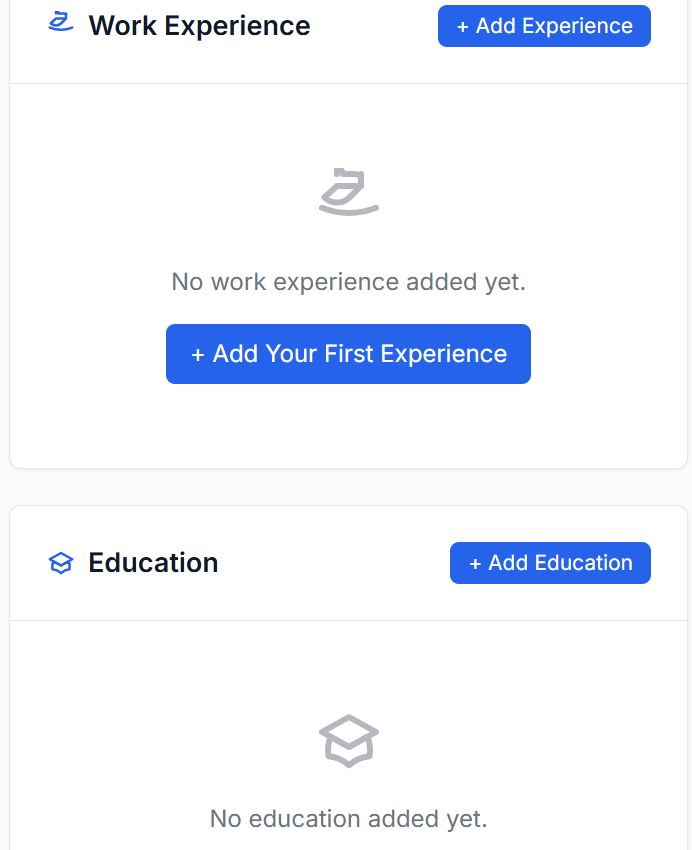 Work Experience
+ Add Experience
No work experience added yet.
+ Add Your First Experience
Education
+ Add Education
No education added yet.